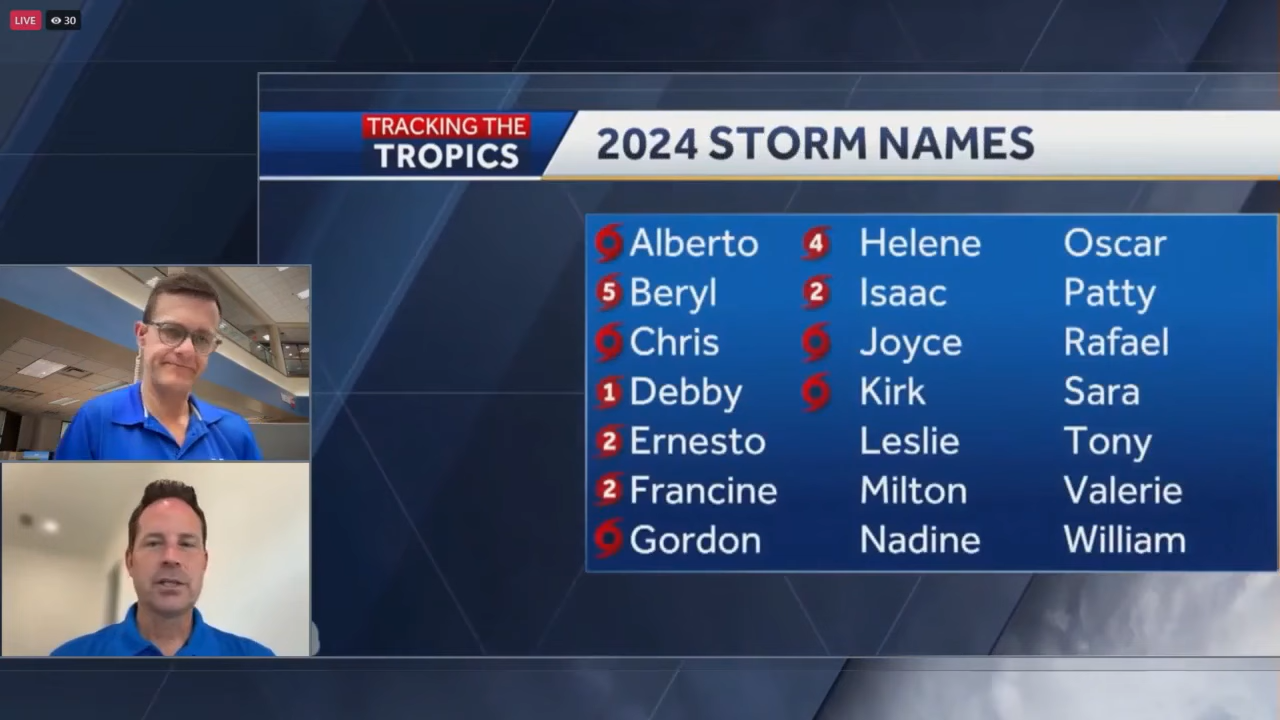 LIVE 30
TRACKING THE
TROPICS
2024 STORM NAMES
Alberto
5 Beryl
Chris
1 Debby
2 Ernesto
2 Francine
Gordon
4 Helene
2 Isaac
Joyce
Kirk
Leslie
Milton
Nadine
Oscar
Patty
Rafael
Sara
Tony
Valerie
William